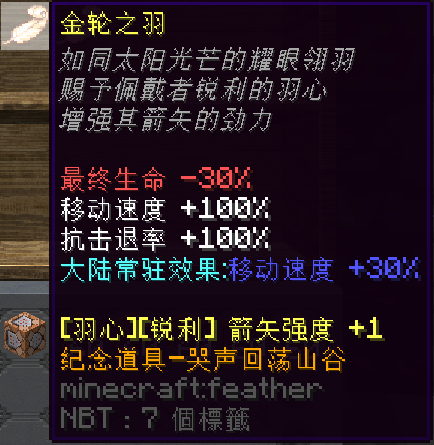 金轮之羽
如同太阳光芒的耀眼翎羽
赐予佩戴者锐利的羽心
增强其箭矢的劲力
最终生命 -30%
移动速度 +100%
抗击退率 +100%
大陆常驻效果:移动速度 +30%
[羽心][锐利] 箭矢强度 +1
纪念道具-哭声回荡山谷
minecraft:feather
NBT：7 個標籤